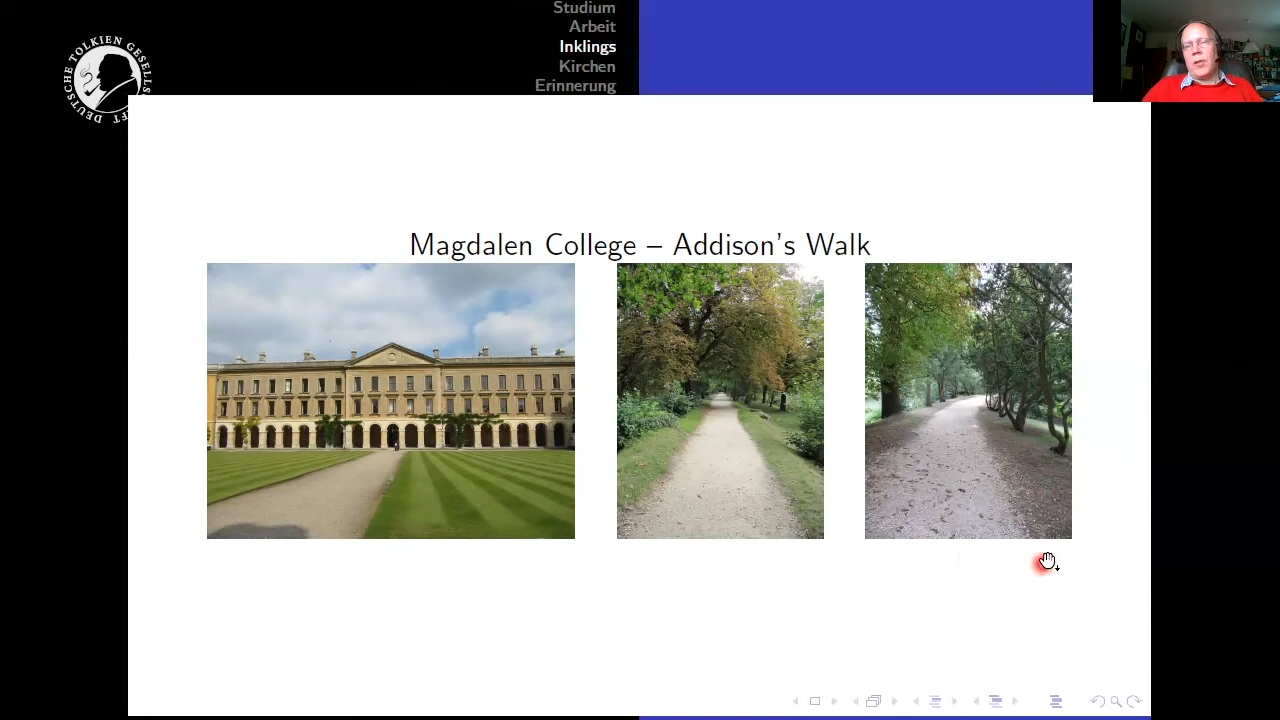 DEUTSCHE TOLKIEN GESELLSCHAFT
Studium
Arbeit
Inklings
Kirchen
Erinnerung
Magdalen College – Addison's Walk